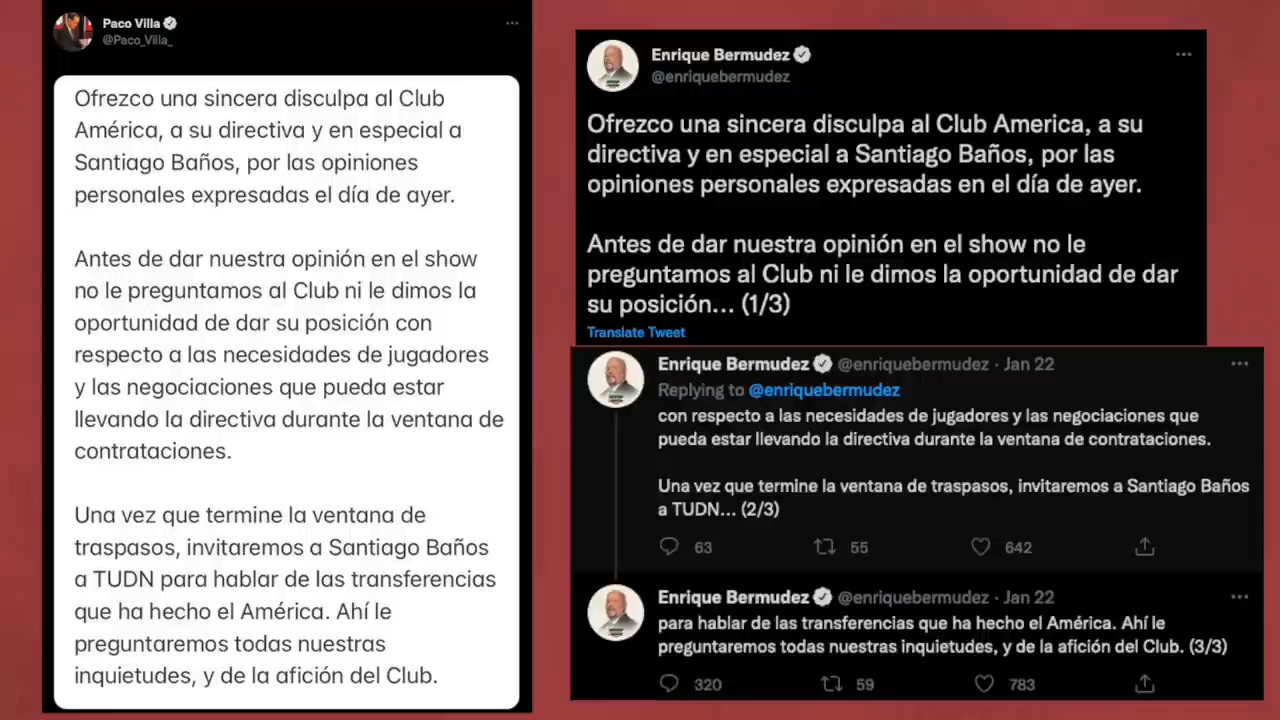 Paco Villa
@Paco_Villa_
Ofrezco una sincera disculpa al Club
América, a su directiva y en especial a
Santiago Baños, por las opiniones
personales expresadas el día de ayer.
Antes de dar nuestra opinión en el show
no le preguntamos al Club ni le dimos la
oportunidad de dar su posición con
respecto a las necesidades de jugadores
y las negociaciones que pueda estar
llevando la directiva durante la ventana de
contrataciones.
Una vez que termine la ventana de
traspasos, invitaremos a Santiago Baños
a TUDN para hablar de las transferencias
que ha hecho el América. Ahí le
preguntaremos todas nuestras
inquietudes, y de la afición del Club.
Enrique Bermudez
@enriquebermudez
Ofrezco una sincera disculpa al Club America, a su
directiva y en especial a Santiago Baños, por las
opiniones personales expresadas en el día de ayer.
Antes de dar nuestra opinión en el show no le
preguntamos al Club ni le dimos la oportunidad de dar
su posición... (1/3)
Translate Tweet
Enrique Bermudez @enriquebermudez · Jan 22
Replying to @enriquebermudez
con respecto a las necesidades de jugadores y las negociaciones que
pueda estar llevando la directiva durante la ventana de contrataciones.
Una vez que termine la ventana de traspasos, invitaremos a Santiago Baños
a TUDN... (2/3)
63 55 642
Enrique Bermudez @enriquebermudez · Jan 22
para hablar de las transferencias que ha hecho el América. Ahí le
preguntaremos todas nuestras inquietudes, y de la afición del Club. (3/3)
320 59 783